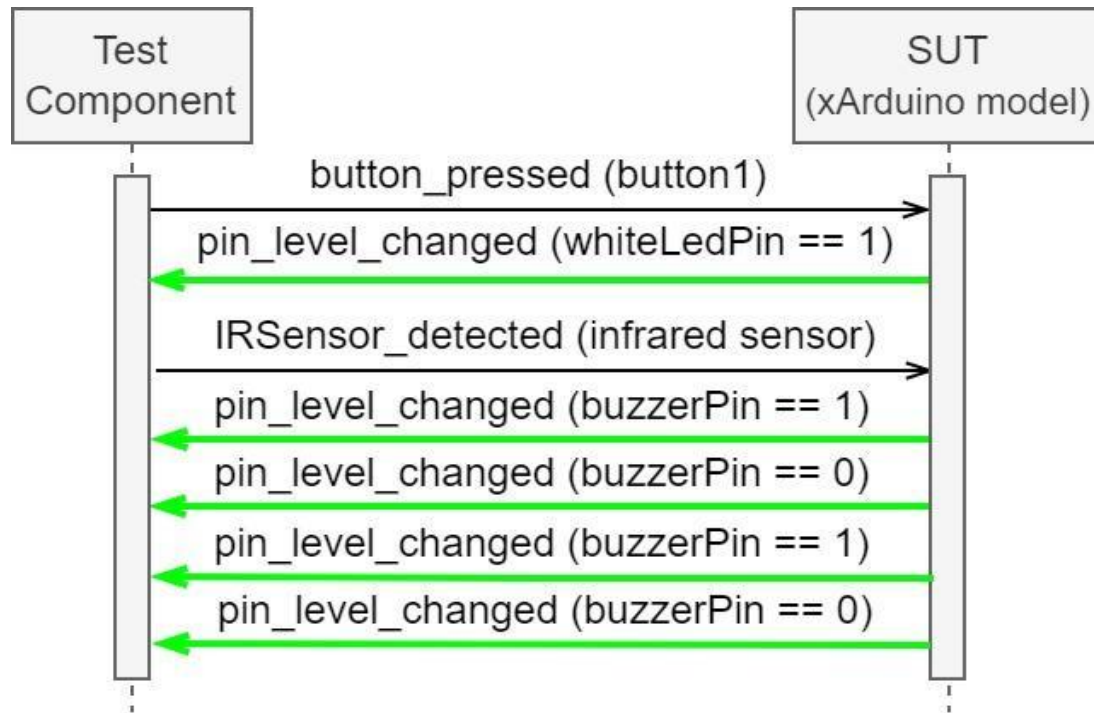 Test
Component
SUT
(xArduino model)
button_pressed (button1)
pin_level_changed (whiteLedPin == 1)
IRSensor_detected (infrared sensor)
pin_level_changed (buzzerPin == 1)
pin_level_changed (buzzerPin == 0)
pin_level_changed (buzzerPin == 1)
pin_level_changed (buzzerPin == 0)